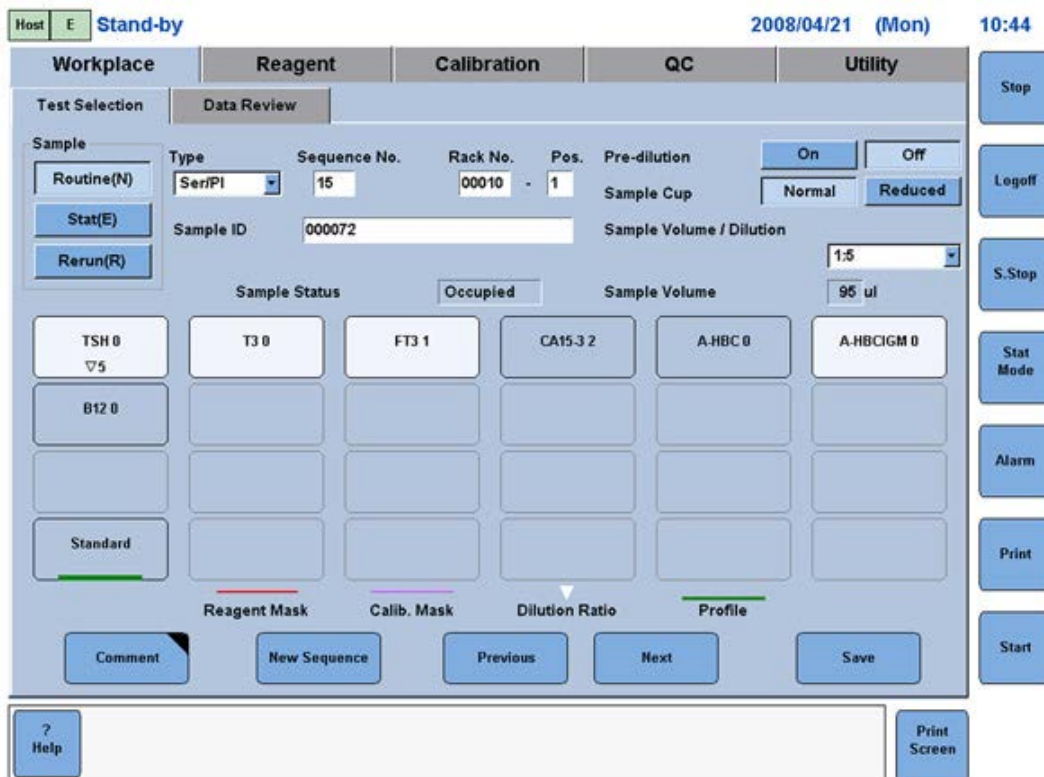 Host E Stand-by 2008/04/21 (Mon) 10:44
Workplace Reagent Calibration QC Utility
Stop
Test Selection Data Review
Sample
Type Sequence No. Rack No. Pos. Pre-dilution On Off
Routine(N) Ser/Pl 15 00010 - 1
Logoff
Sample Cup Normal Reduced
Stat(E)
Sample ID 000072 Sample Volume / Dilution
1:5
Rerun(R)
S.Stop
Sample Status Occupied Sample Volume 95 ul
TSH 0 T3 0 FT3 1 CA15-3 2 A-HBC 0 A-HBCIGM 0
▽5
Stat
Mode
B12 0
Alarm
Standard
Print
Reagent Mask Calib. Mask Dilution Ratio Profile
Comment New Sequence Previous Next Save
Start
?
Help
Print
Screen